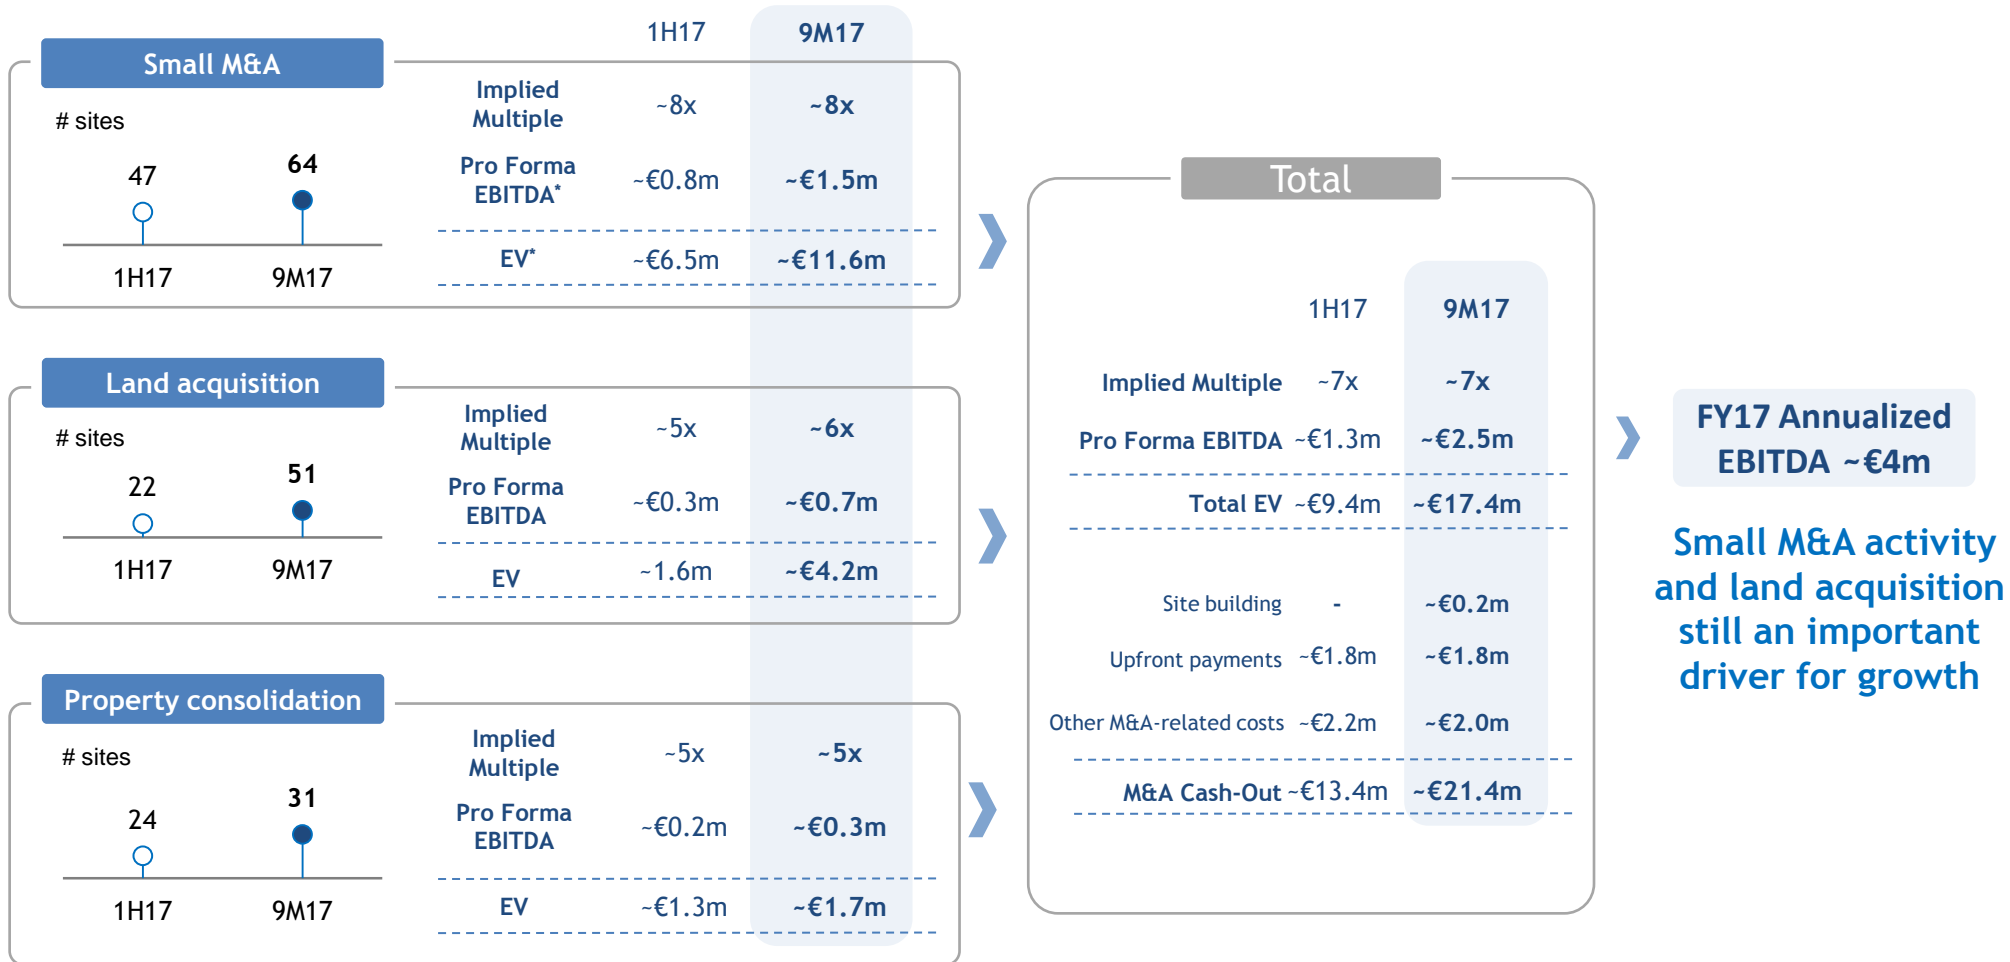 1H17 9M17
Small M&A
# sites
47 64
1H17 9M17
Implied
Multiple
~8x ~8x
Pro Forma
EBITDA*
~€0.8m ~€1.5m
EV* ~€6.5m ~€11.6m
Land acquisition
# sites
22 51
1H17 9M17
Implied
Multiple
~5x ~6x
Pro Forma
EBITDA
~€0.3m ~€0.7m
EV ~1.6m ~€4.2m
Property consolidation
# sites
24 31
1H17 9M17
Implied
Multiple
~5x ~5x
Pro Forma
EBITDA
~€0.2m ~€0.3m
EV ~€1.3m ~€1.7m
Total
1H17 9M17
Implied Multiple ~7x ~7x
Pro Forma EBITDA ~€1.3m ~€2.5m
Total EV ~€9.4m ~€17.4m
Site building - ~€0.2m
Upfront payments ~€1.8m ~€1.8m
Other M&A-related costs ~€2.2m ~€2.0m
M&A Cash-Out ~€13.4m ~€21.4m
FY17 Annualized
EBITDA ~€4m
Small M&A activity
and land acquisition
still an important
driver for growth